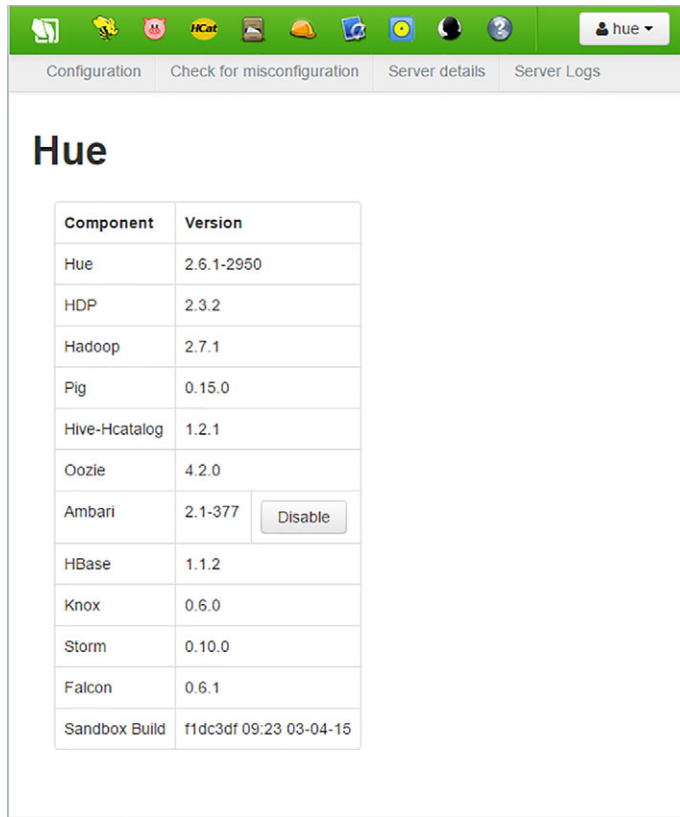 HCat hue
Configuration Check for misconfiguration Server details Server Logs
Hue
Component Version
Hue 2.6.1-2950
HDP 2.3.2
Hadoop 2.7.1
Pig 0.15.0
Hive-Hcatalog 1.2.1
Oozie 4.2.0
Ambari 2.1-377 Disable
HBase 1.1.2
Knox 0.6.0
Storm 0.10.0
Falcon 0.6.1
Sandbox Build f1dc3df 09:23 03-04-15